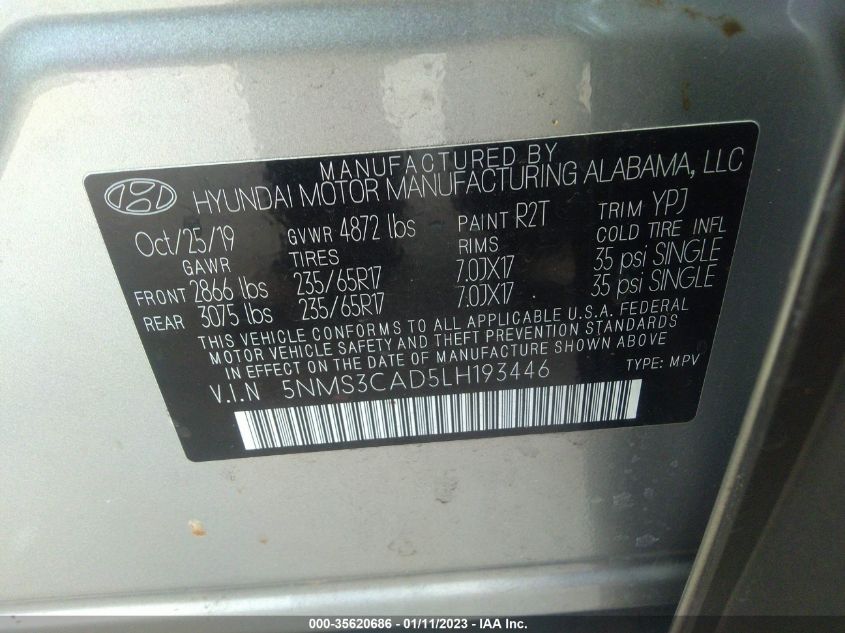 MANUFACTURED BY
HYUNDAI MOTOR MANUFACTURING ALABAMA, LLC
Oct/25/19 GVWR 4872 lbs PAINT R2T TRIM YPJ
GAWR TIRES RIMS COLD TIRE INFL
FRONT 2866 lbs 235/65R17 7.0JX17 35 psi SINGLE
REAR 3075 lbs 235/65R17 7.0JX17 35 psi SINGLE
THIS VEHICLE CONFORMS TO ALL APPLICABLE U.S.A. FEDERAL
MOTOR VEHICLE SAFETY AND THEFT PREVENTION STANDARDS
IN EFFECT ON THE DATE OF MANUFACTURE SHOWN ABOVE
V.I.N 5NMS3CAD5LH193446 TYPE: MPV
000-35620686 - 01/11/2023 - IAA Inc.